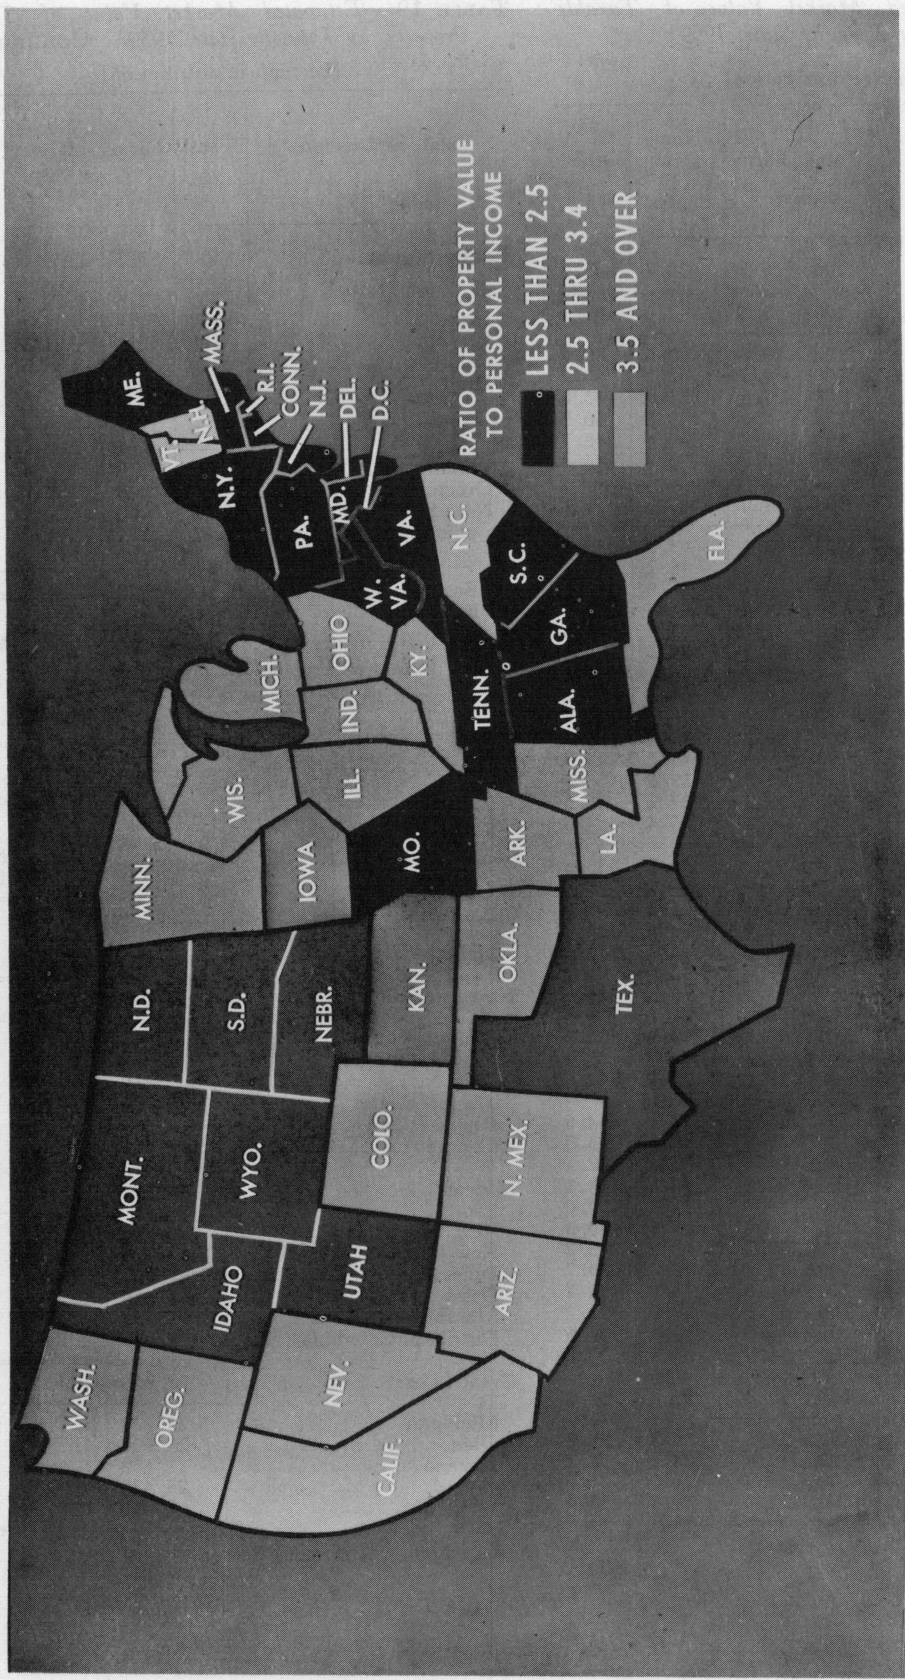 WASH.
OREG.
CALIF.
NEV.
IDAHO
UTAH
ARIZ.
MONT.
WYO.
COLO.
N. MEX.
N.D.
S.D.
NEBR.
KAN.
OKLA.
TEX.
MINN.
IOWA
MO.
ARK.
LA.
WIS.
ILL.
MISS.
MICH.
IND.
OHIO
KY.
TENN.
ALA.
GA.
FLA.
S.C.
N.C.
W.
VA.
VA.
PA.
MD.
N.Y.
VT.
N.H.
ME.
MASS.
R.I.
CONN.
N.J.
DEL.
D.C.
RATIO OF PROPERTY VALUE
TO PERSONAL INCOME
LESS THAN 2.5
2.5 THRU 3.4
3.5 AND OVER